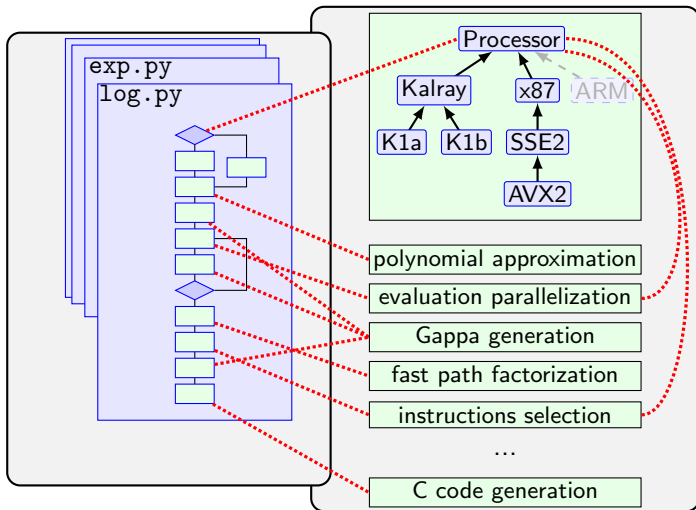 exp.py
log.py
Processor
Kalray
x87
ARM
K1a
K1b
SSE2
AVX2
polynomial approximation
evaluation parallelization
Gappa generation
fast path factorization
instructions selection
...
C code generation